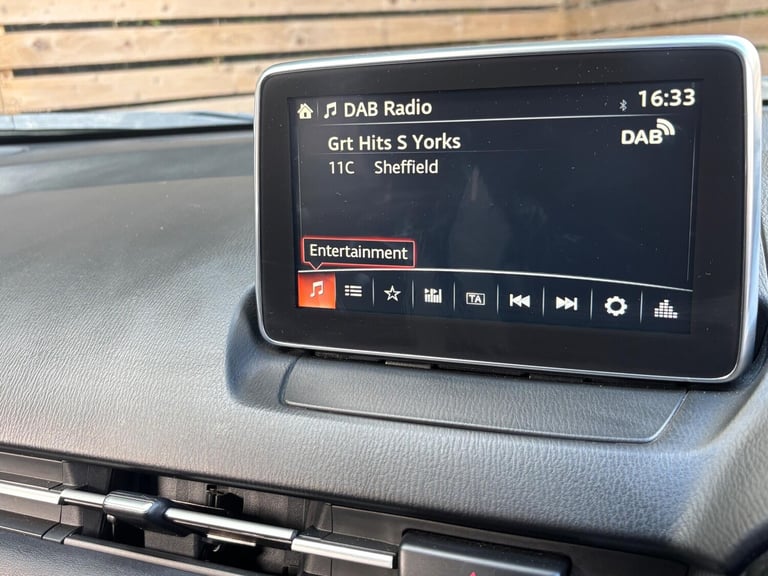 DAB Radio 16:33
Grt Hits S Yorks DAB
11C Sheffield
Entertainment
TA